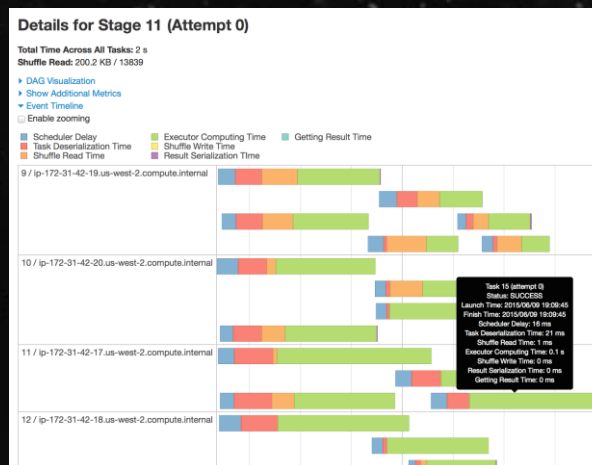 Details for Stage 11 (Attempt 0)
Total Time Across All Tasks: 2 s
Shuffle Read: 200.2 KB / 13839
DAG Visualization
Show Additional Metrics
Event Timeline
Enable zooming
Scheduler Delay
Executor Computing Time
Getting Result Time
Task Deserialization Time
Shuffle Write Time
Shuffle Read Time
Result Serialization Time
9 / ip-172-31-42-19.us-west-2.compute.internal
10 / ip-172-31-42-20.us-west-2.compute.internal
Task 15 (attempt 0)
Status: SUCCESS
Launch Time: 2015/06/09 19:09:45
Finish Time: 2015/06/09 19:09:45
Scheduler Delay: 16 ms
Task Deserialization Time: 21 ms
Shuffle Read Time: 1 ms
Executor Computing Time: 0.1 s
Shuffle Write Time: 0 ms
Result Serialization Time: 0 ms
Getting Result Time: 0 ms
11 / ip-172-31-42-17.us-west-2.compute.internal
12 / ip-172-31-42-18.us-west-2.compute.internal